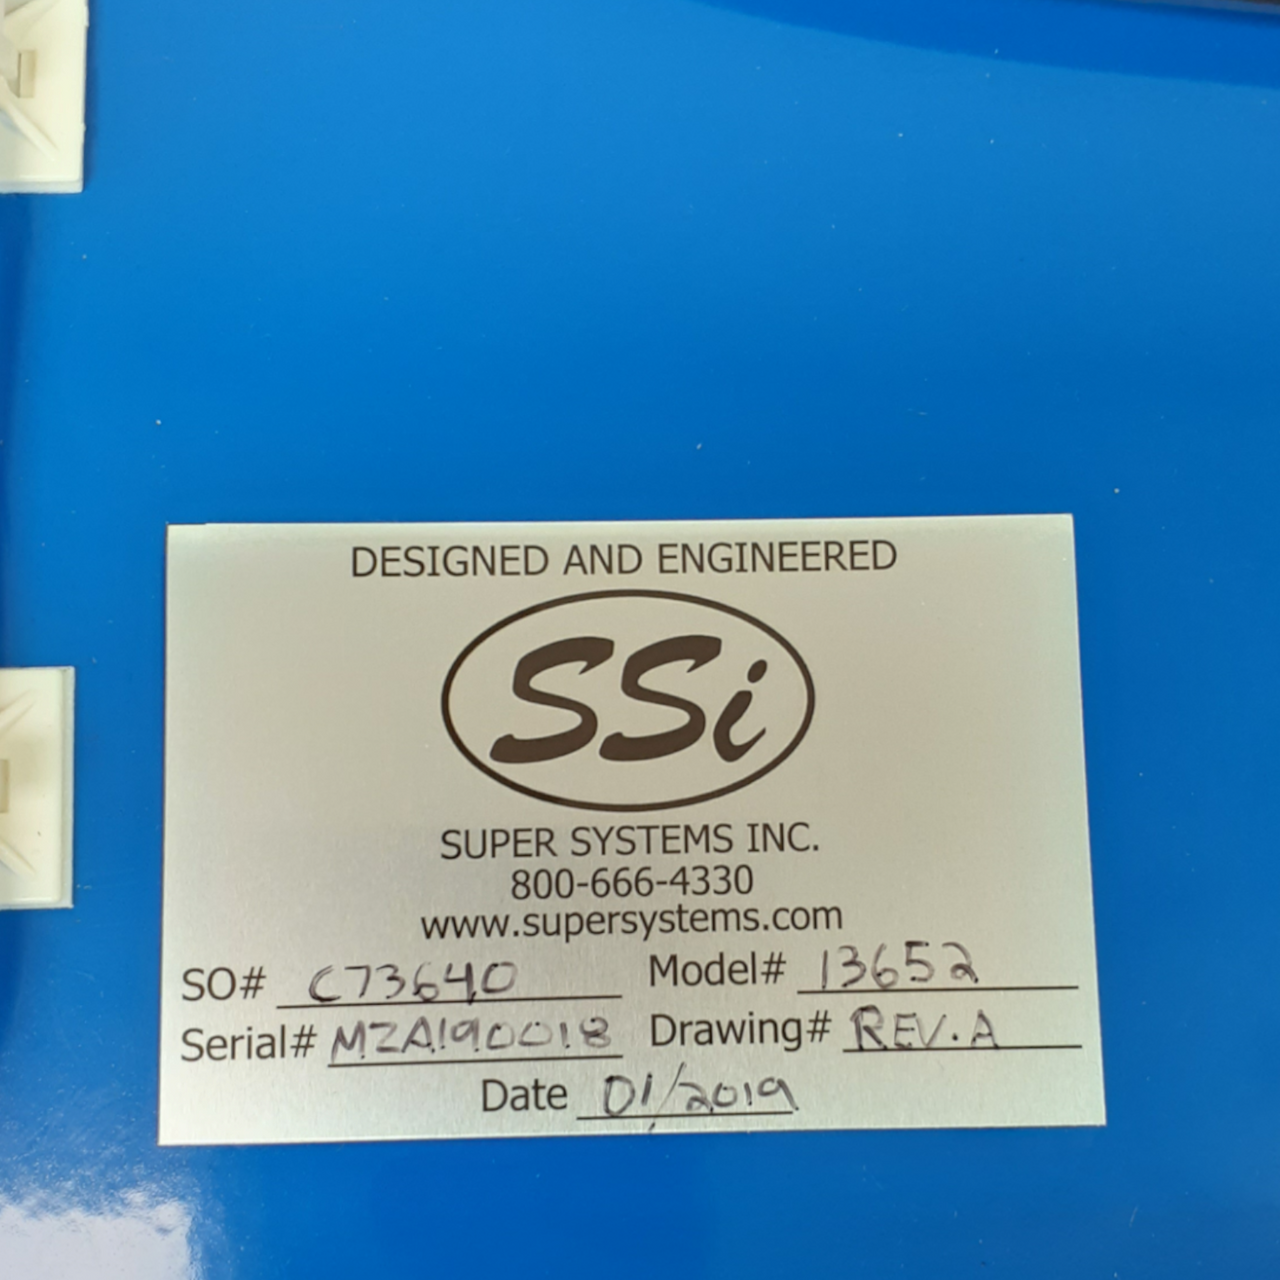 DESIGNED AND ENGINEERED
SSi
SUPER SYSTEMS INC.
800-666-4330
www.supersystems.com
SO# C73640 Model# 13652
Serial# MZA190018 Drawing# REV.A
Date 01/2019